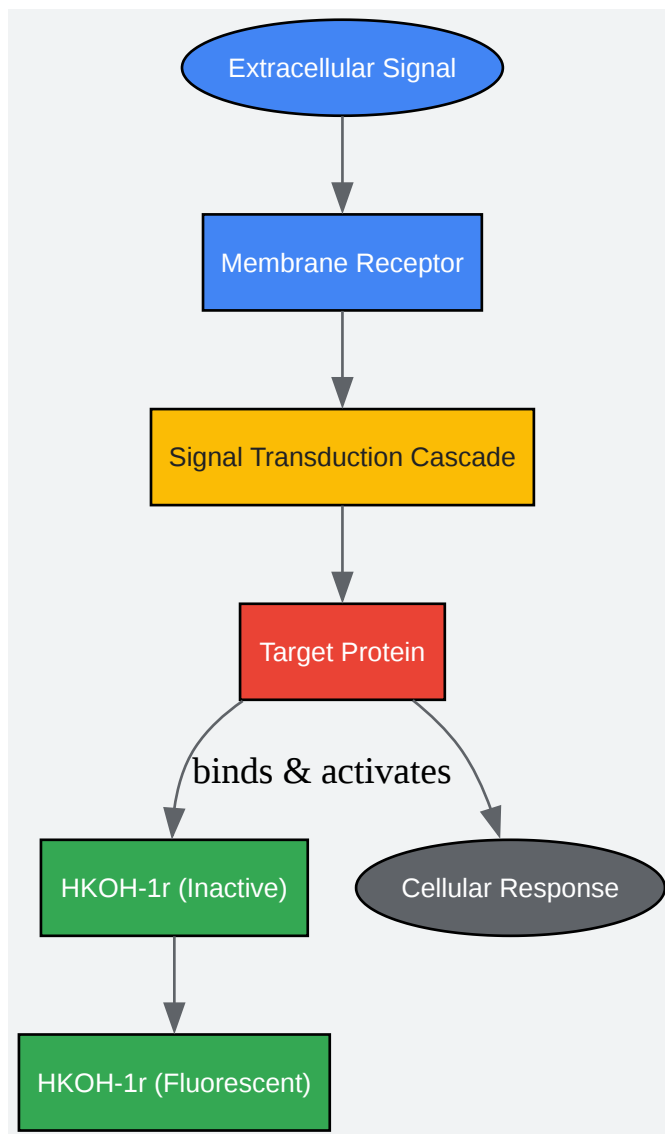 Extracellular Signal
Membrane Receptor
Signal Transduction Cascade
Target Protein
binds & activates
HKOH-1r (Inactive)
Cellular Response
HKOH-1r (Fluorescent)